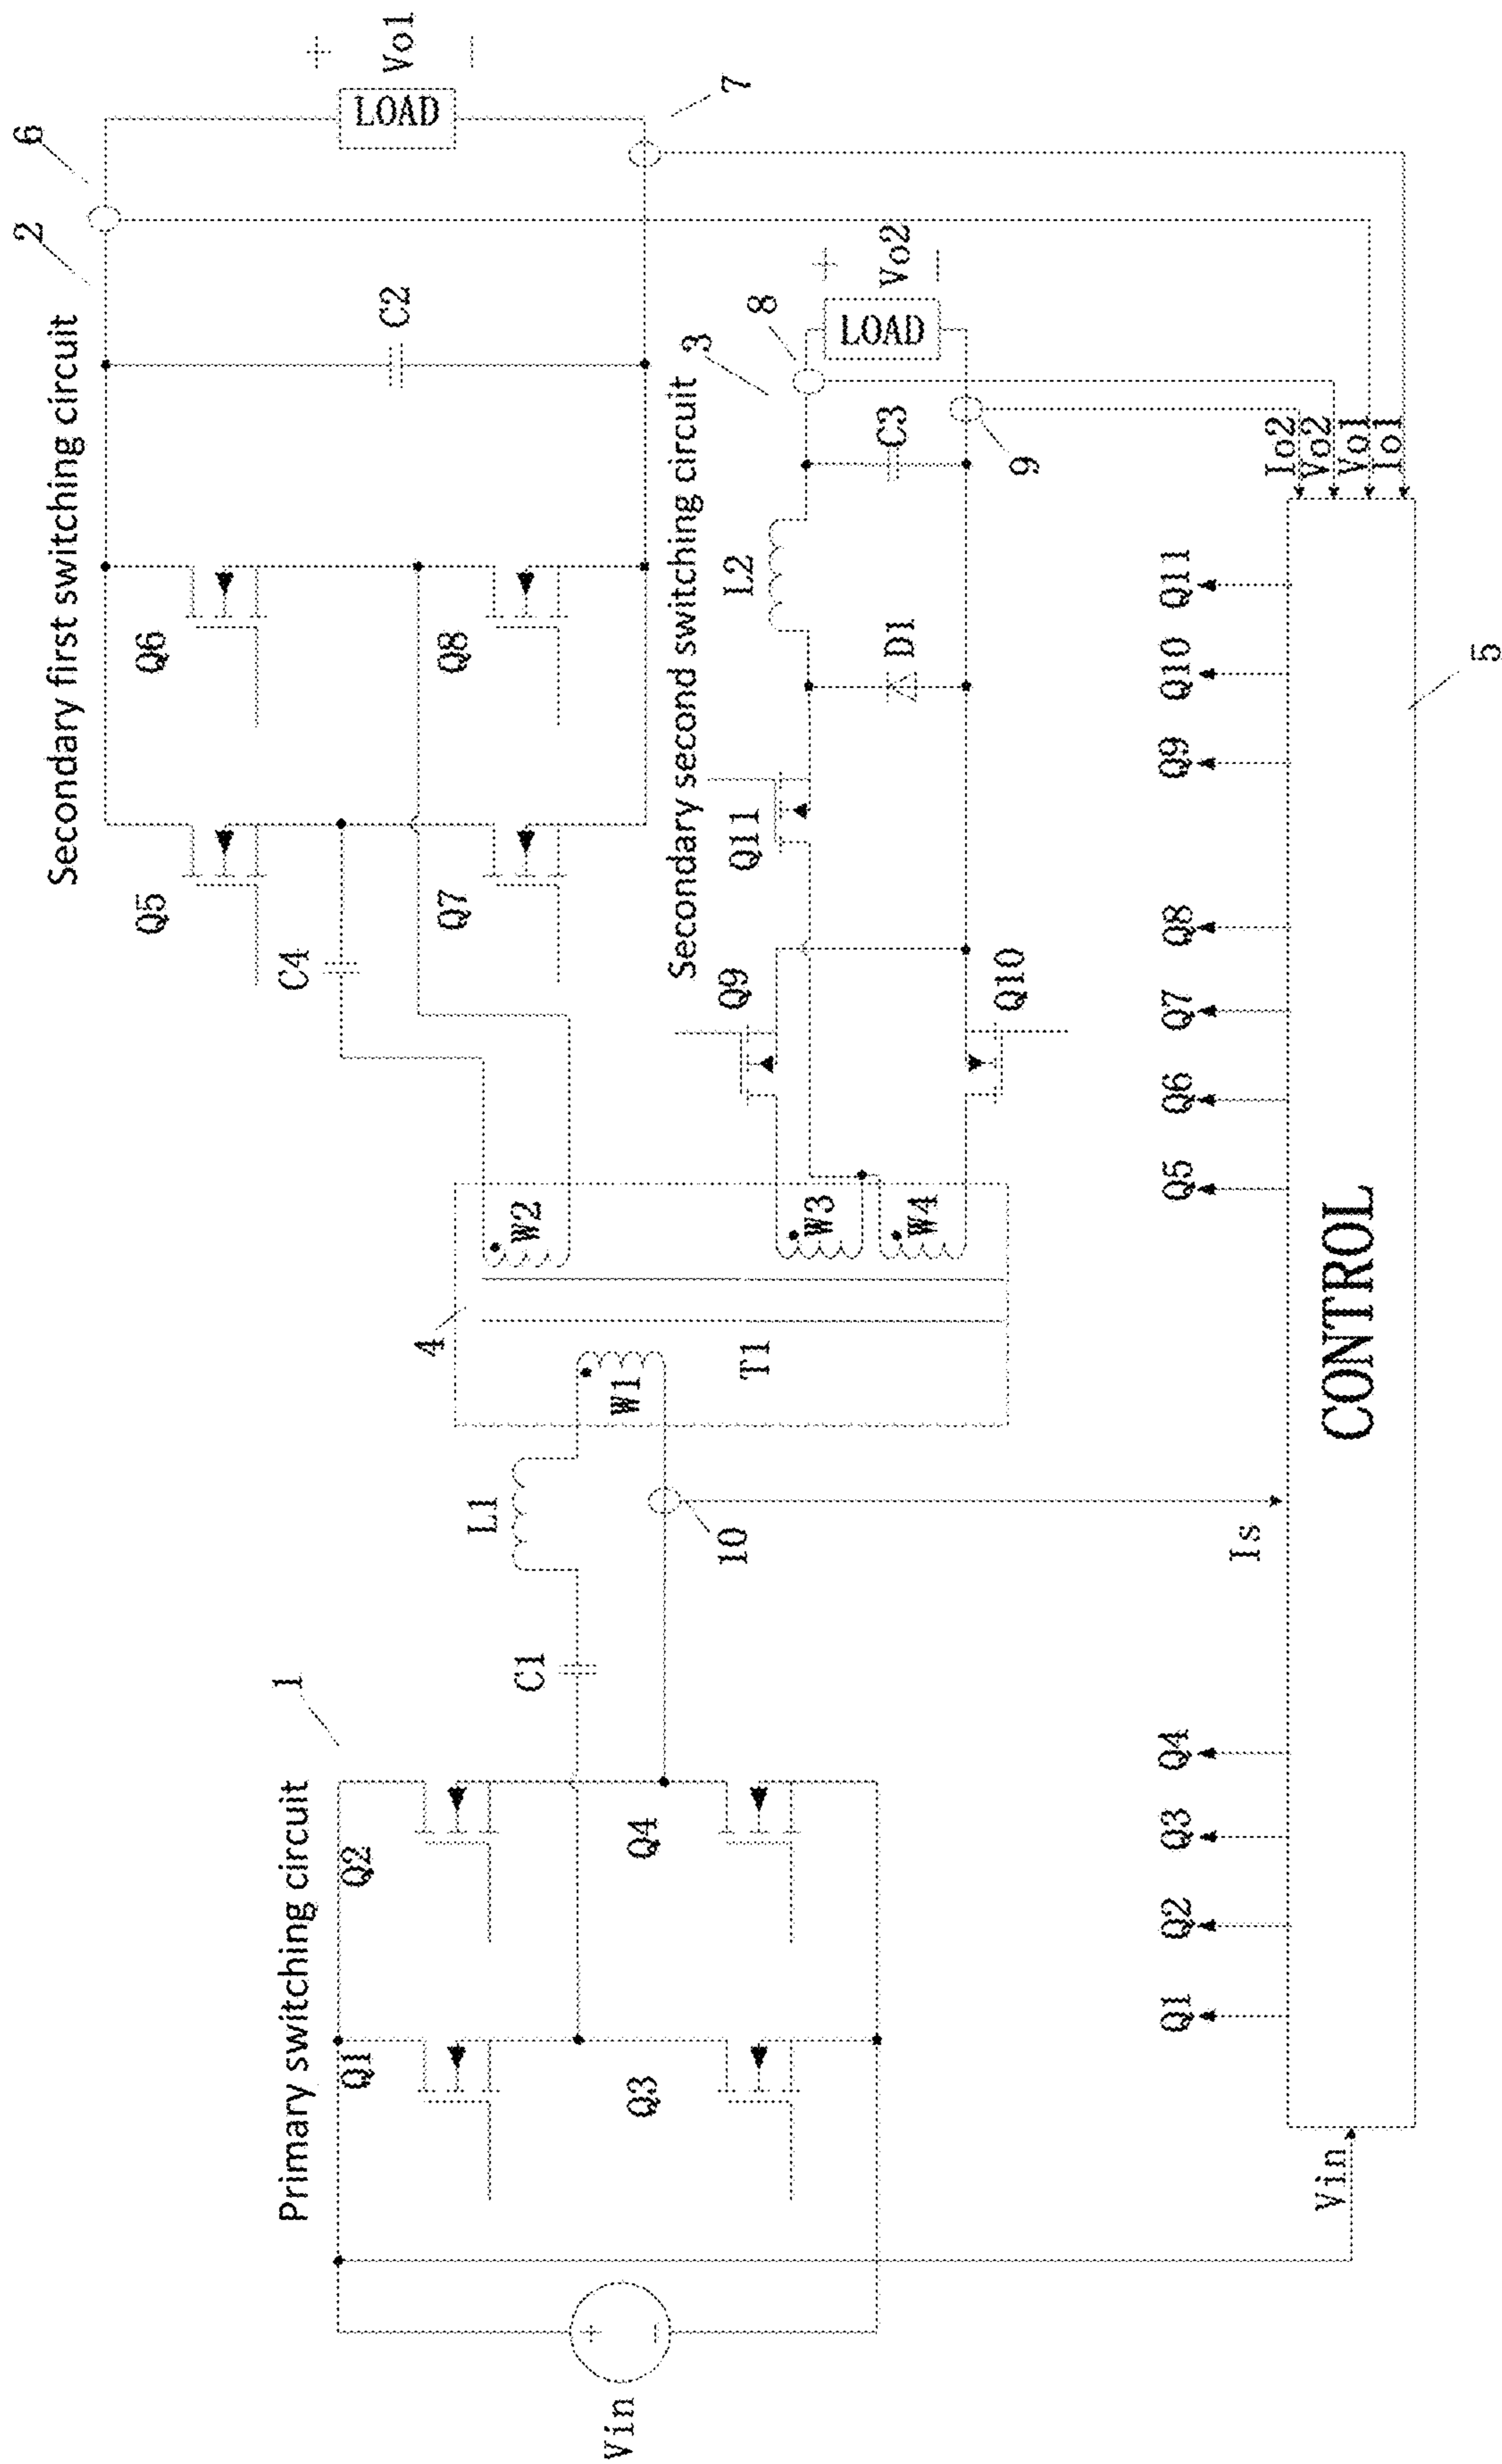 Primary switching circuit
1
Secondary first switching circuit
2
6
Vin
+
−
Q1
Q2
Q3
Q4
C1
L1
10
4
W1
T1
W2
W3
W4
C4
Q5
Q6
Q7
Q8
C2
LOAD
+
Vo1
−
7
Secondary second switching circuit
3
8
Q9
Q10
Q11
D1
L2
C3
9
LOAD
+
Vo2
−
Vin
Q1
Q2
Q3
Q4
Is
Q5
Q6
Q7
Q8
Q9
Q10
Q11
Io2
Vo2
Vo1
Io1
CONTROL
5